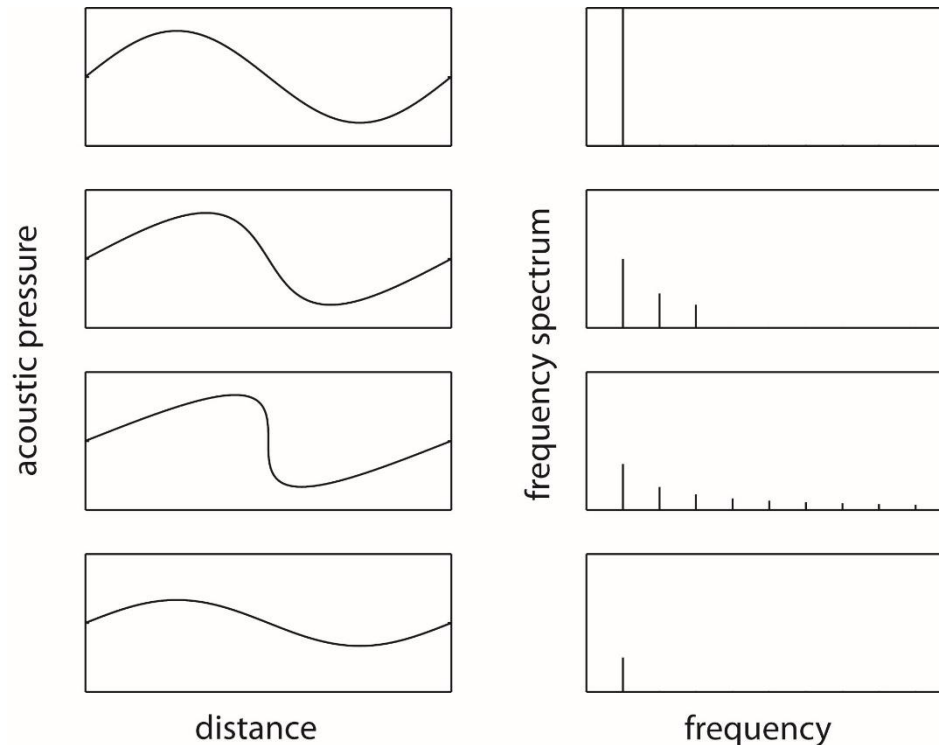 acoustic pressure
frequency spectrum
distance
frequency